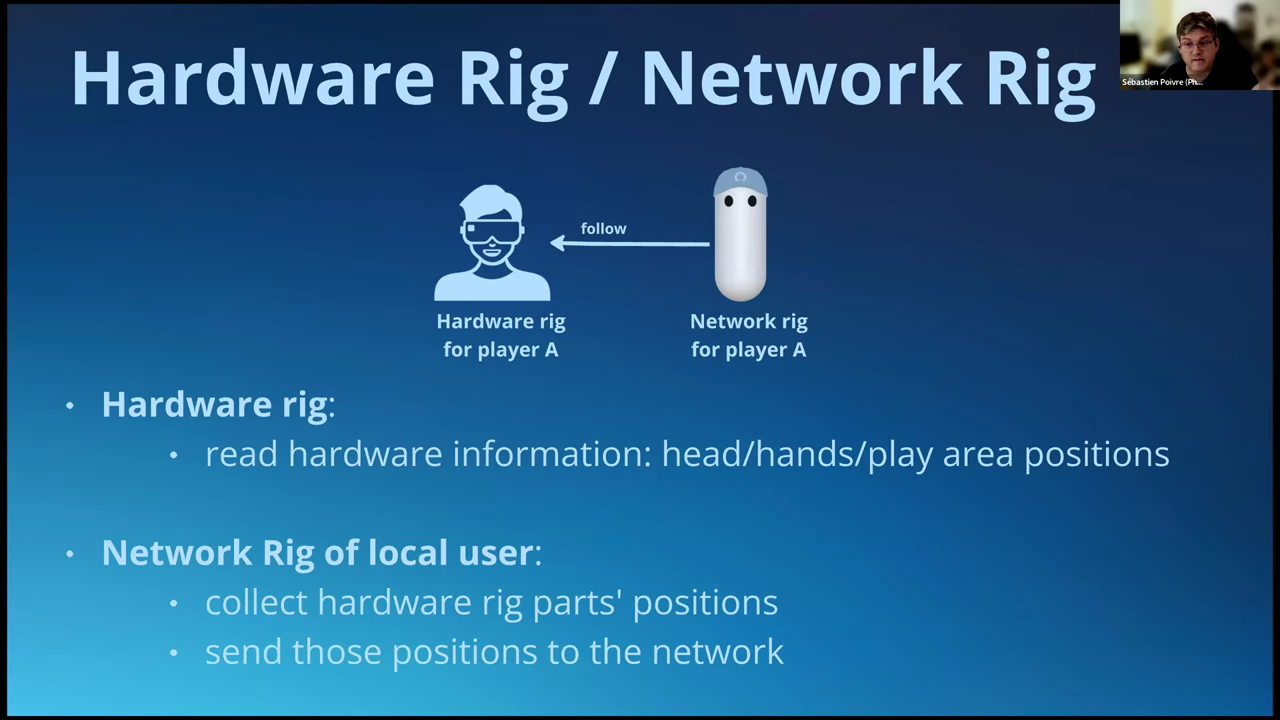 Hardware Rig / Network Rig
Sébastien Poivre (Ph...
follow
Hardware rig
for player A
Network rig
for player A
• Hardware rig:
• read hardware information: head/hands/play area positions
• Network Rig of local user:
• collect hardware rig parts' positions
• send those positions to the network